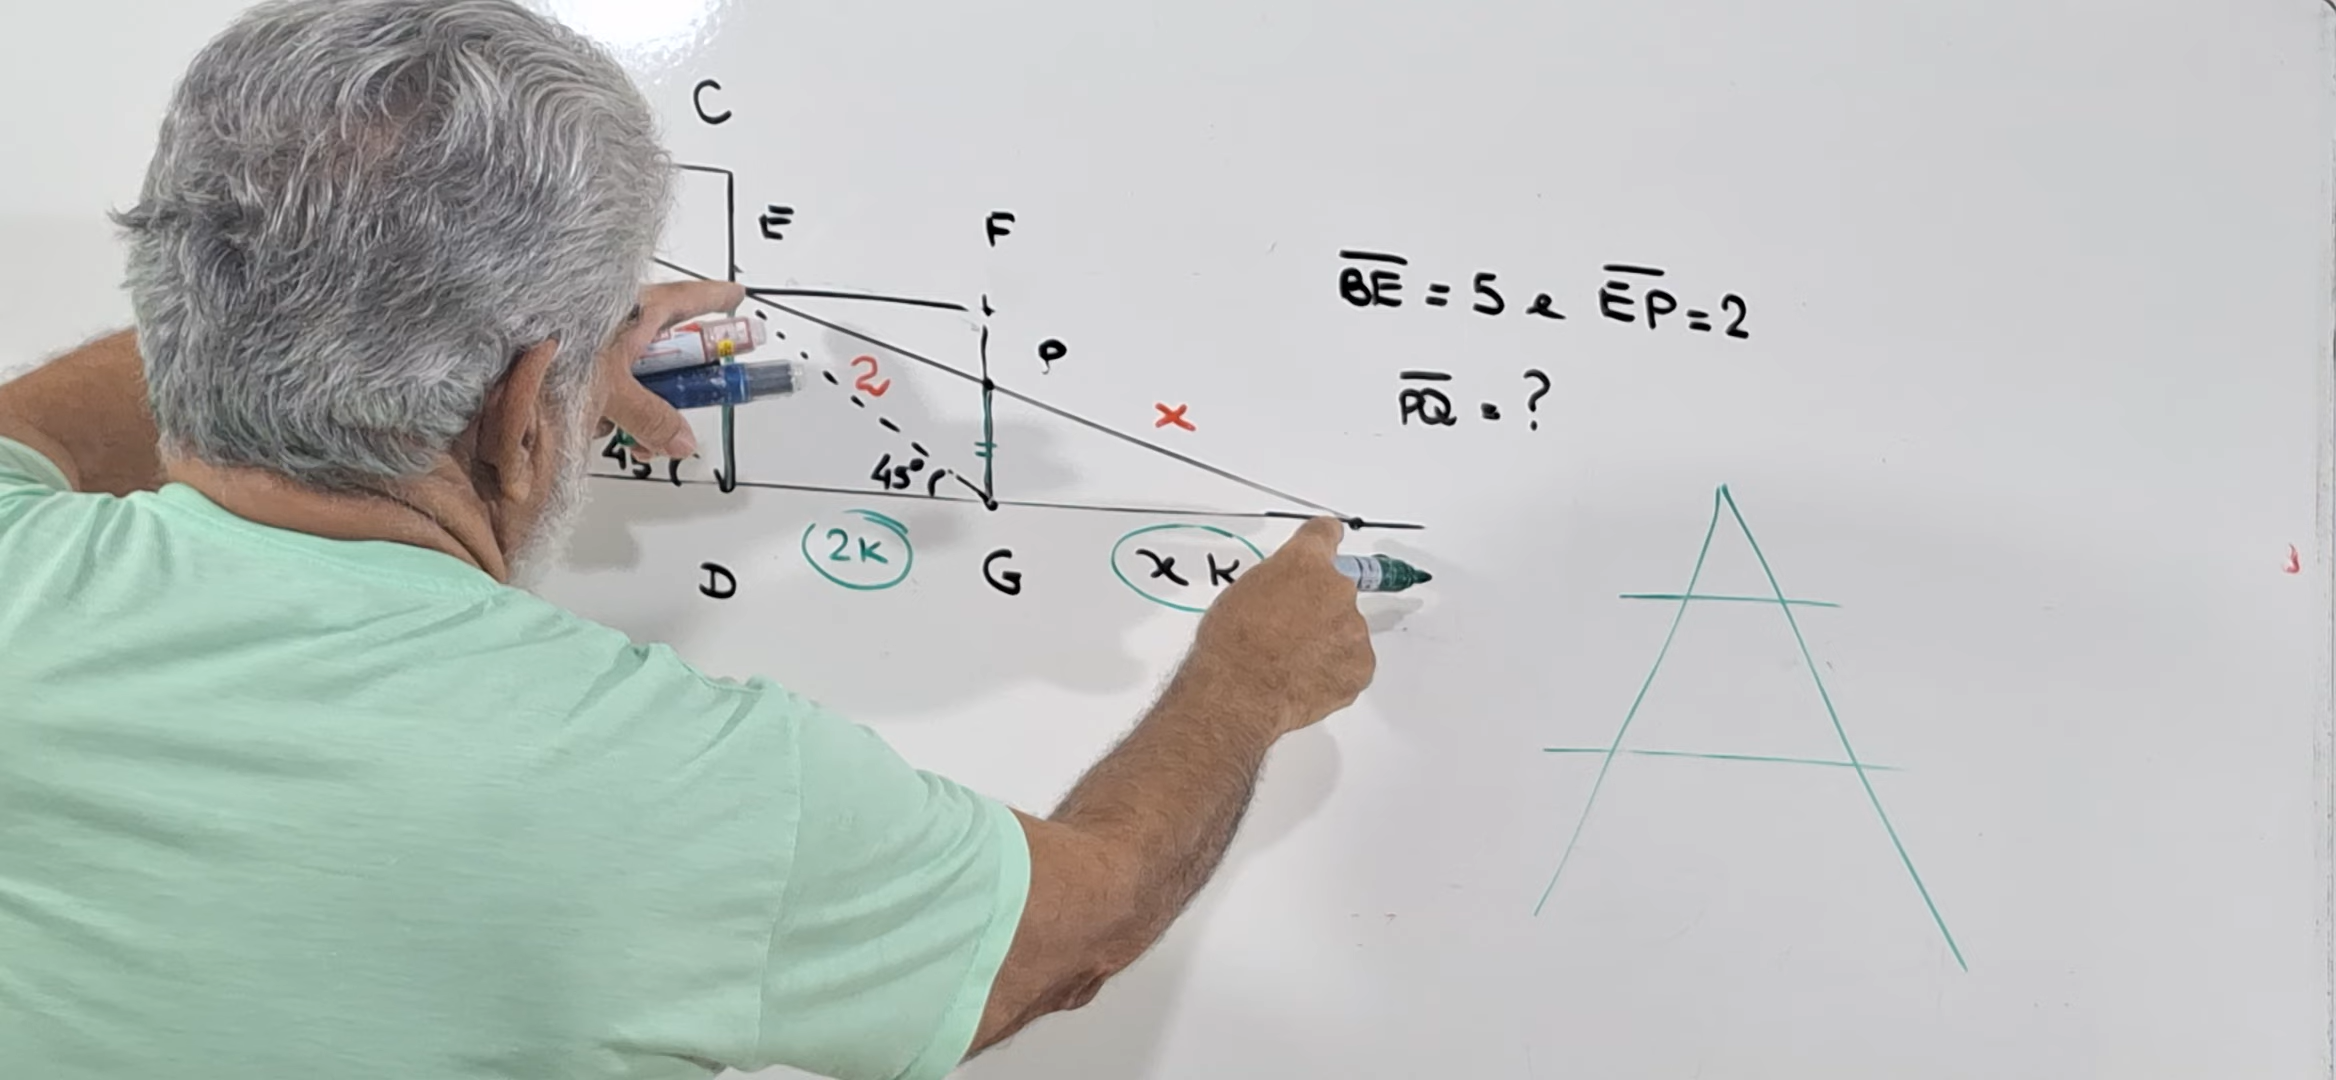 C
E
F
P
2
x
45°
45°
D
2K
G
x K
BE = 5 e EP = 2
PQ = ?